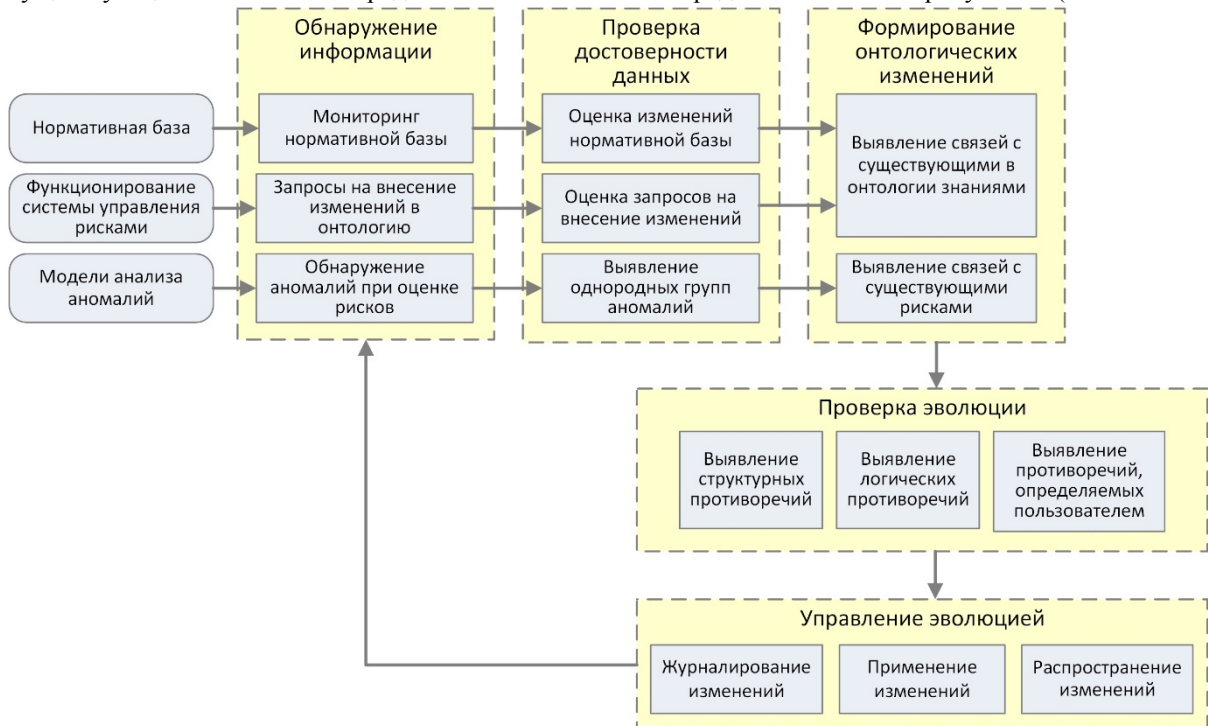 Обнаружение
информации
Проверка
достоверности
данных
Формирование
онтологических
изменений
Нормативная база
Мониторинг
нормативной базы
Оценка изменений
нормативной базы
Выявление связей с
существующими в
онтологии знаниями
Функционирование
системы управления
рисками
Запросы на внесение
изменений в
онтологию
Оценка запросов на
внесение изменений
Модели анализа
аномалий
Обнаружение
аномалий при оценке
рисков
Выявление
однородных групп
аномалий
Выявление связей с
существующими
рисками
Проверка эволюции
Выявление
структурных
противоречий
Выявление
логических
противоречий
Выявление
противоречий,
определяемых
пользователем
Управление эволюцией
Журналирование
изменений
Применение
изменений
Распространение
изменений